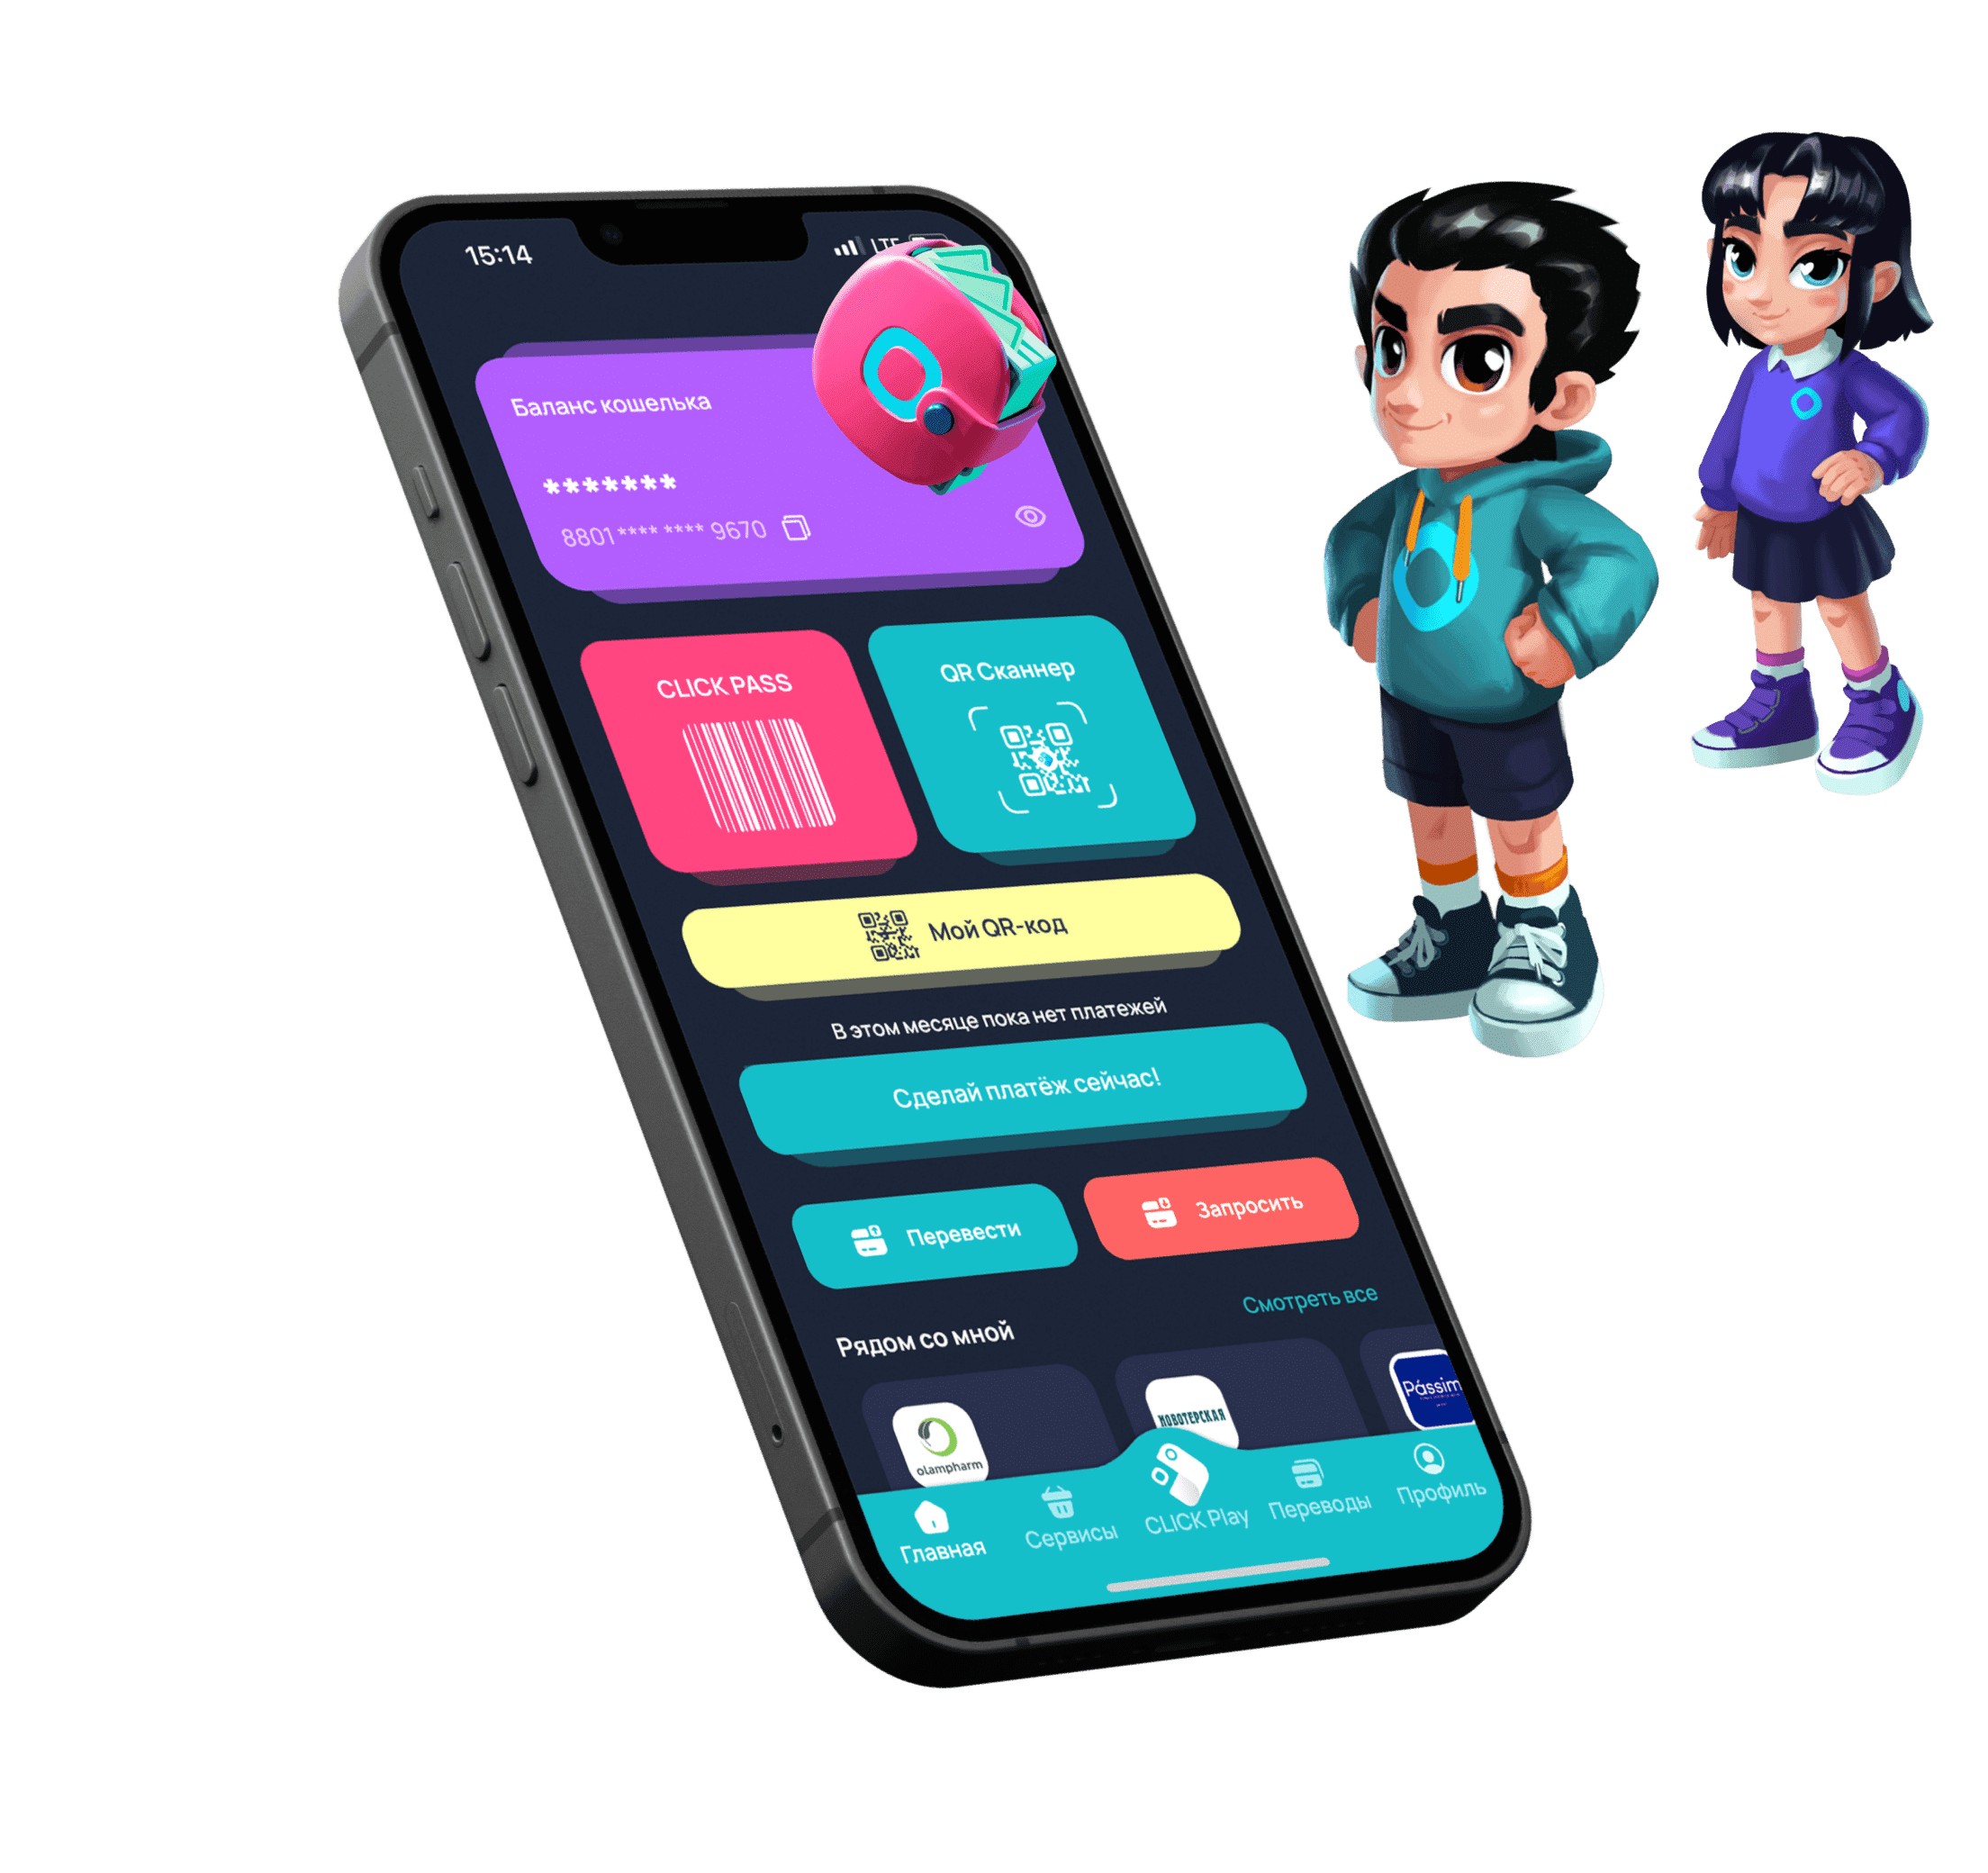 15:14
LTE
Баланс кошелька
*******
8801 **** **** 9670
CLICK PASS
QR Сканнер
Мой QR-код
В этом месяце пока нет платежей
Сделай платёж сейчас!
Перевести
Запросить
Смотреть все
Рядом со мной
olampharm
НОВОТЕРСКАЯ
Pássim
Главная
Сервисы
CLICK Play
Переводы
Профиль